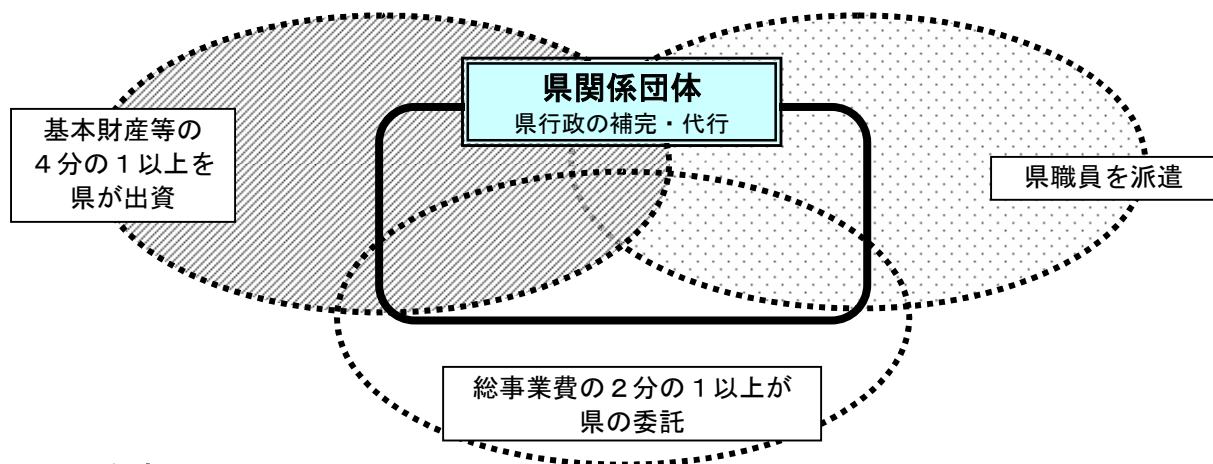 県関係団体
県行政の補完・代行
基本財産等の
４分の１以上を
県が出資
県職員を派遣
総事業費の２分の１以上が
県の委託